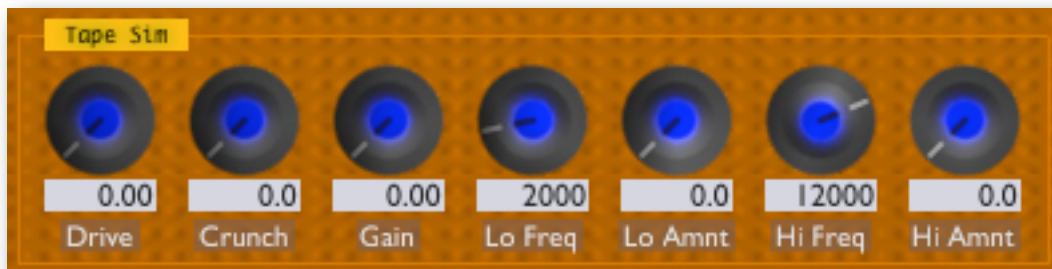 Tape Sim
0.00 0.0 0.00 2000 0.0 12000 0.0
Drive Crunch Gain Lo Freq Lo Amnt Hi Freq Hi Amnt